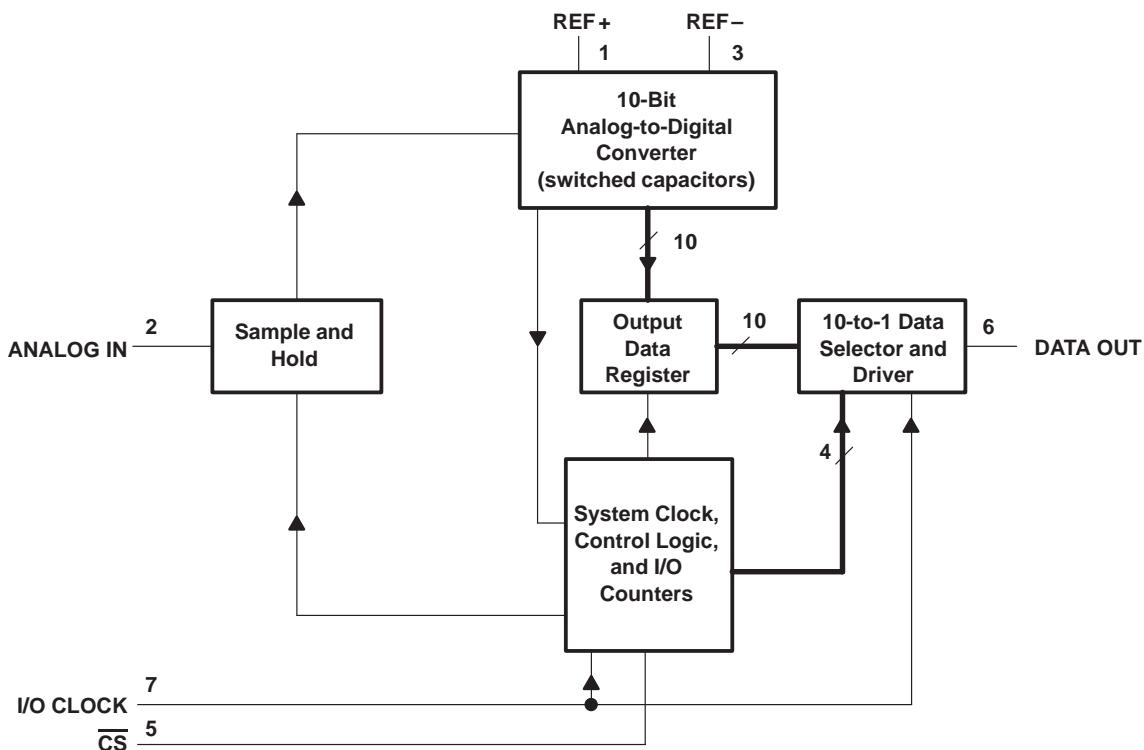 REF+ REF–
1 3
10-Bit
Analog-to-Digital
Converter
(switched capacitors)
10
2
ANALOG IN
Sample and
Hold
Output
Data
Register
10
10-to-1 Data
Selector and
Driver
6
DATA OUT
4
System Clock,
Control Logic,
and I/O
Counters
7
I/O CLOCK
5
CS